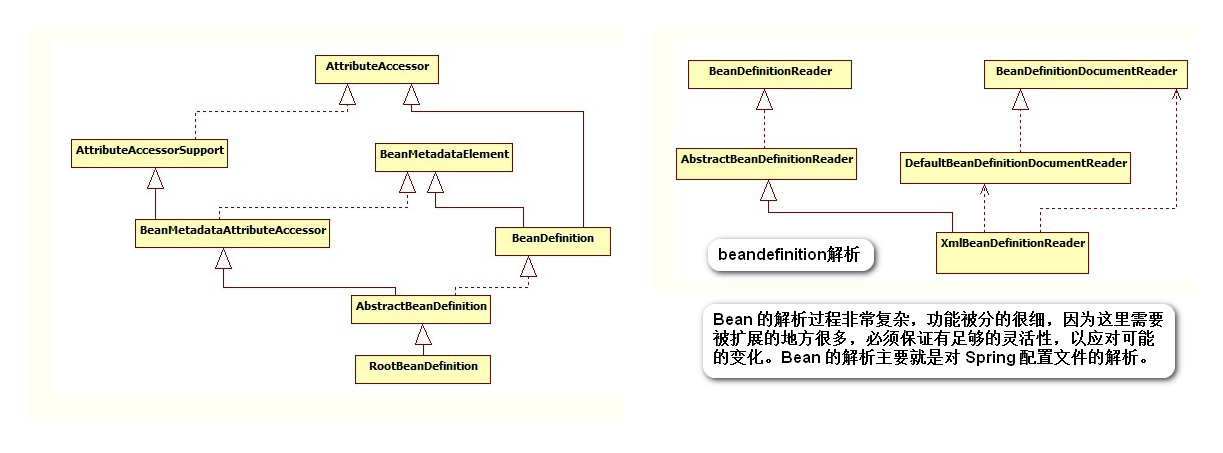 AttributeAccessor
AttributeAccessorSupport
BeanMetadataElement
BeanMetadataAttributeAccessor
BeanDefinition
AbstractBeanDefinition
RootBeanDefinition
BeanDefinitionReader
BeanDefinitionDocumentReader
AbstractBeanDefinitionReader
DefaultBeanDefinitionDocumentReader
XmlBeanDefinitionReader
beandefinition解析
Bean 的解析过程非常复杂，功能被分的很细，因为这里需要
被扩展的地方很多，必须保证有足够的灵活性，以应对可能
的变化。Bean 的解析主要就是对 Spring 配置文件的解析。